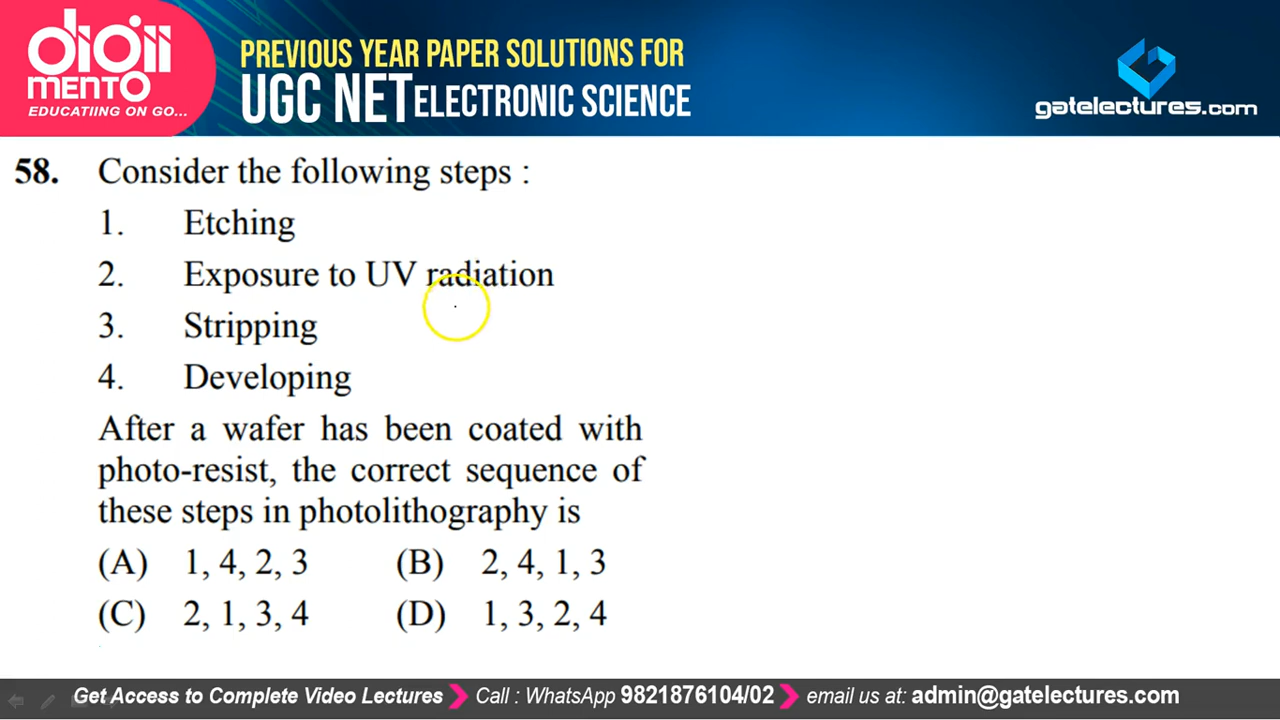 dıgıı
MENTO
EDUCATIING ON GO...
PREVIOUS YEAR PAPER SOLUTIONS FOR
UGC NET ELECTRONIC SCIENCE
gatelectures.com
58. Consider the following steps :
1. Etching
2. Exposure to UV radiation
3. Stripping
4. Developing
After a wafer has been coated with
photo-resist, the correct sequence of
these steps in photolithography is
(A) 1, 4, 2, 3 (B) 2, 4, 1, 3
(C) 2, 1, 3, 4 (D) 1, 3, 2, 4
Get Access to Complete Video Lectures Call : WhatsApp 9821876104/02 email us at: admin@gatelectures.com